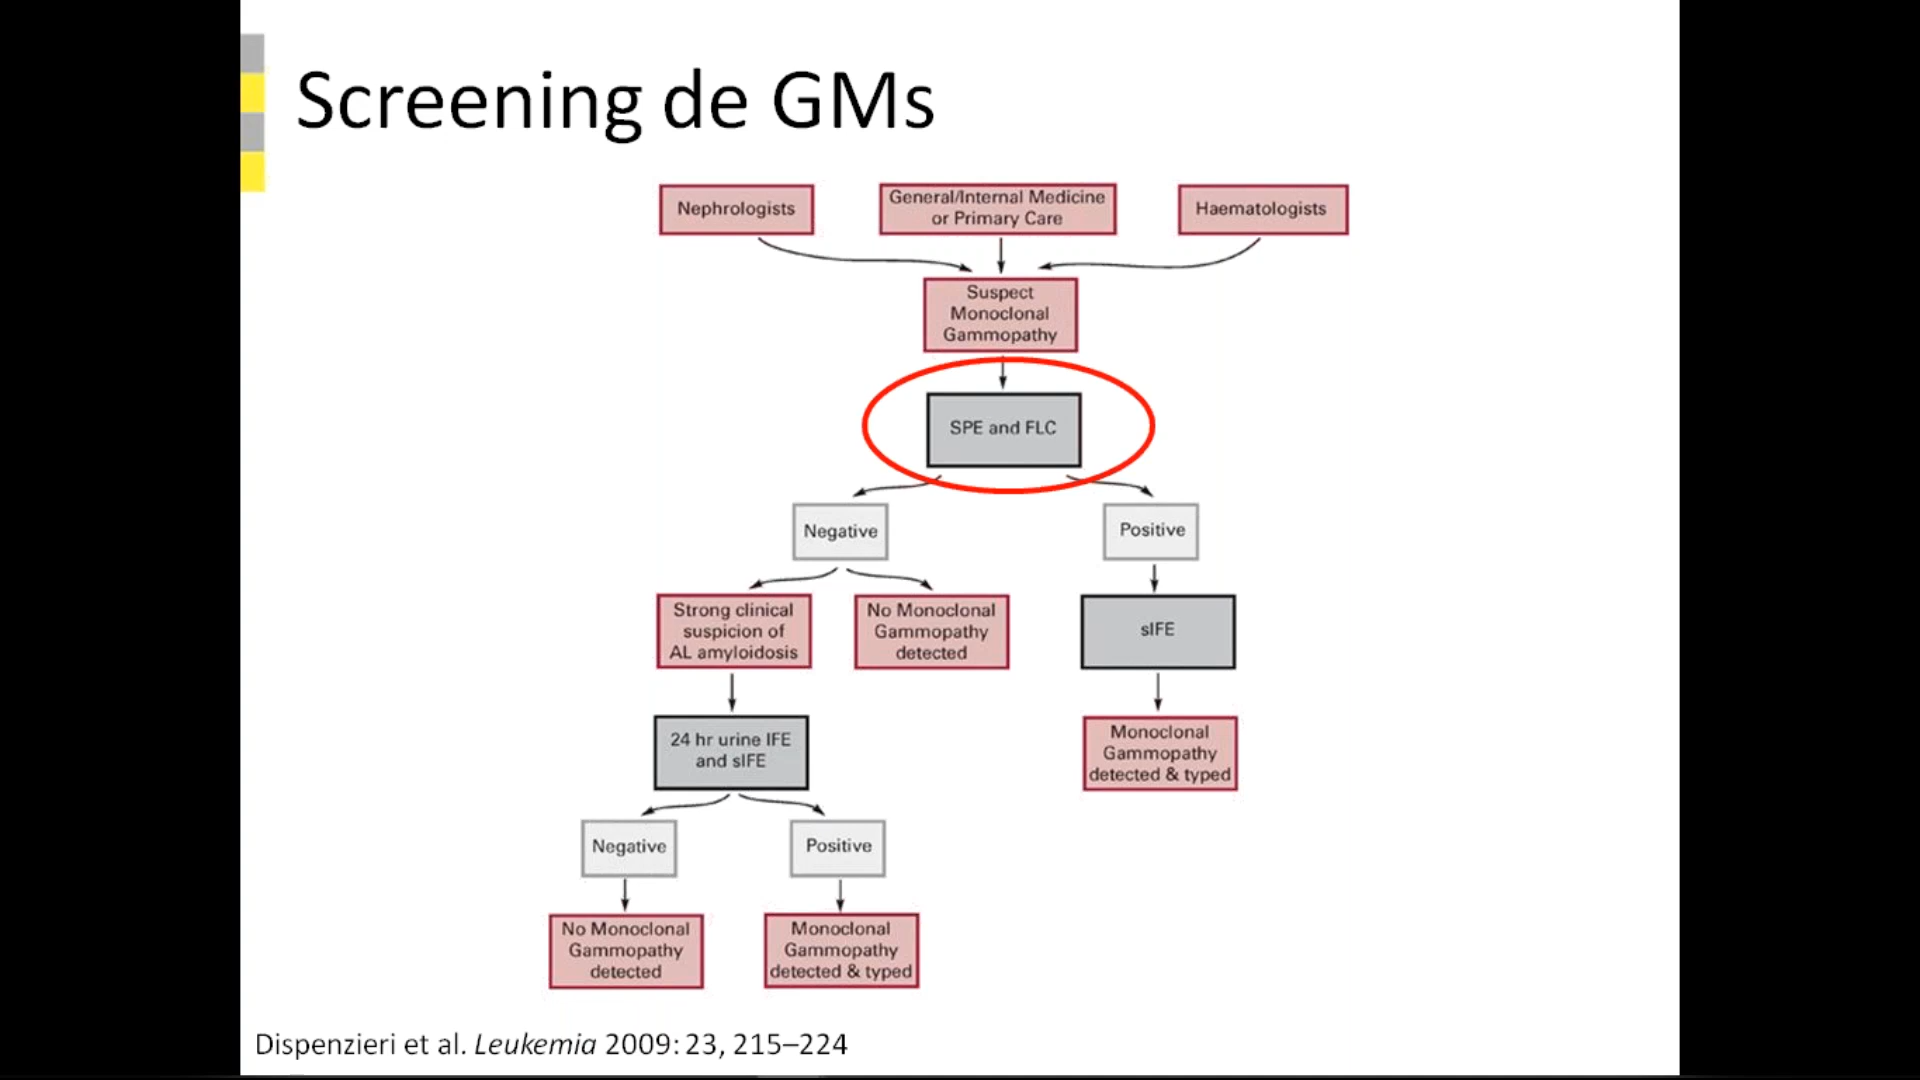 Screening de GMs
Nephrologists
General/Internal Medicine
or Primary Care
Haematologists
Suspect
Monoclonal
Gammopathy
SPE and FLC
Negative
Positive
Strong clinical
suspicion of
AL amyloidosis
No Monoclonal
Gammopathy
detected
sIFE
24 hr urine IFE
and sIFE
Monoclonal
Gammopathy
detected & typed
Negative
Positive
No Monoclonal
Gammopathy
detected
Monoclonal
Gammopathy
detected & typed
Dispenzieri et al. Leukemia 2009: 23, 215–224